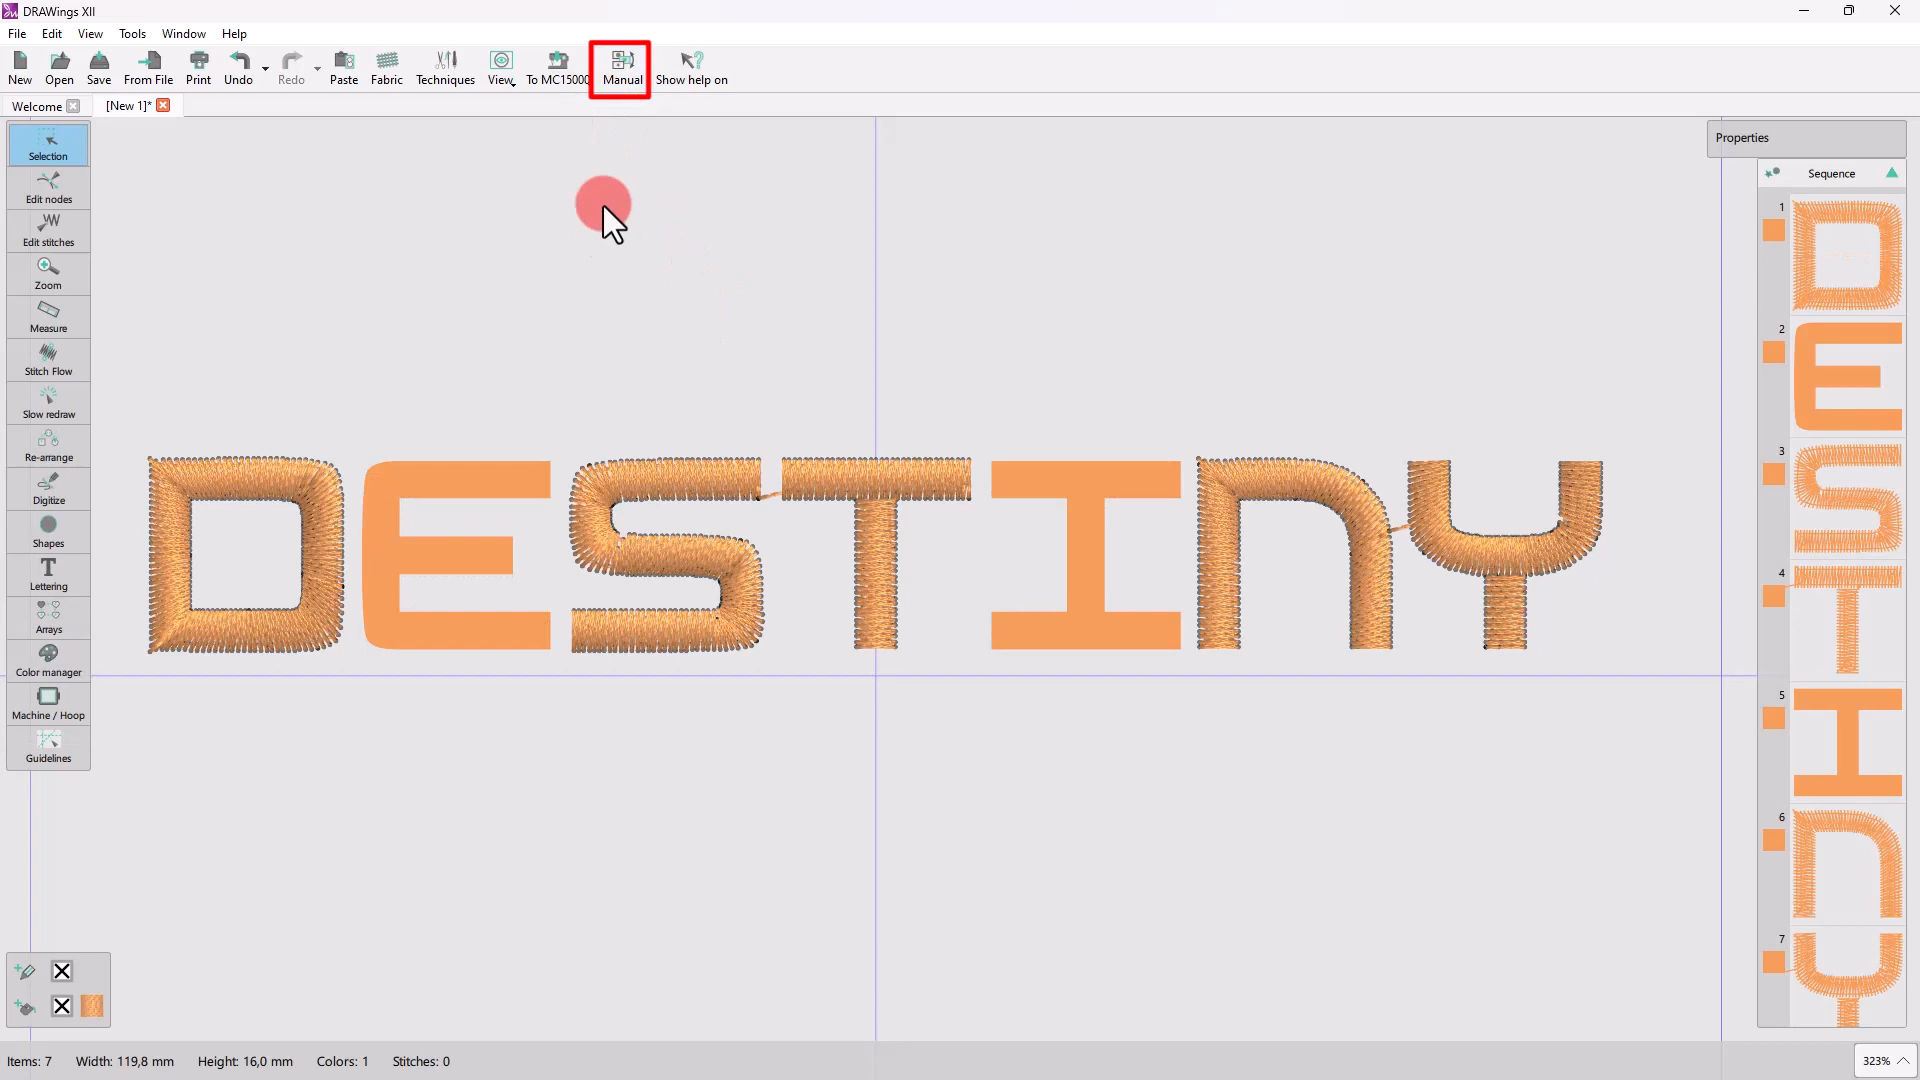 DRAWings XII
File Edit View Tools Window Help
New Open Save From File Print Undo Redo Paste Fabric Techniques View To MC15000 Manual Show help on
Welcome [New 1]*
Selection
Edit nodes
Edit stitches
Zoom
Measure
Stitch Flow
Slow redraw
Re-arrange
Digitize
Shapes
Lettering
Arrays
Color manager
Machine / Hoop
Guidelines
DESTINY
Properties
Sequence
1
D
2
E
3
S
4
T
5
I
6
n
7
Y
Items: 7 Width: 119,8 mm Height: 16,0 mm Colors: 1 Stitches: 0
323%